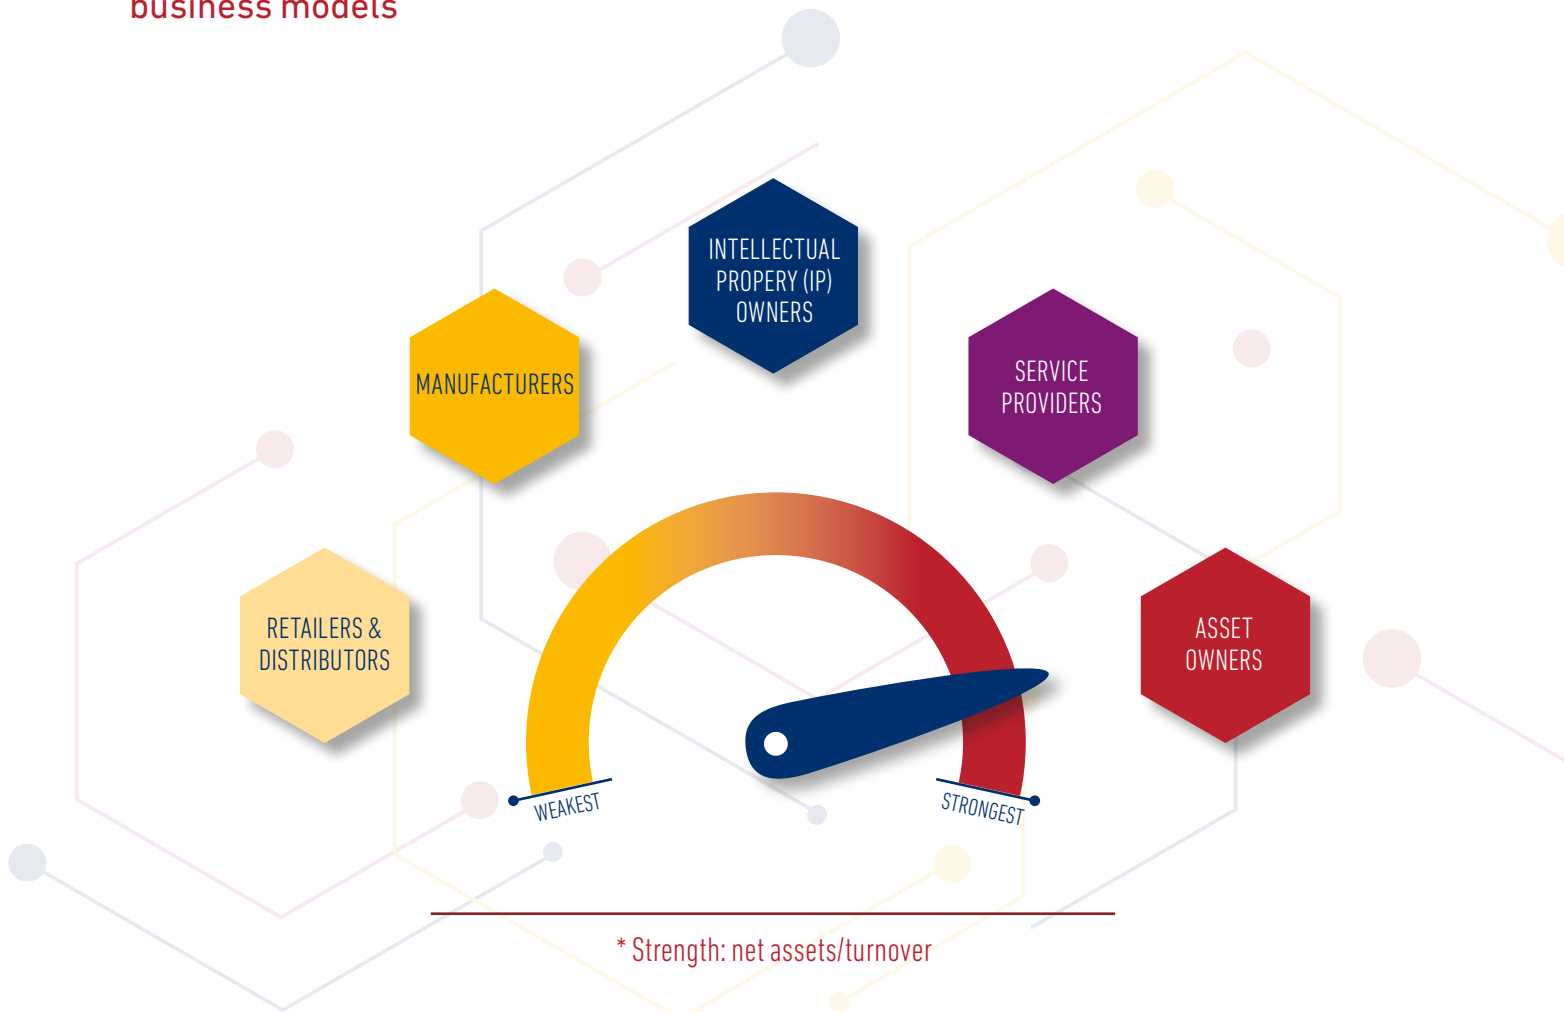 business models
INTELLECTUAL
PROPERY (IP)
OWNERS
MANUFACTURERS
SERVICE
PROVIDERS
RETAILERS &
DISTRIBUTORS
ASSET
OWNERS
WEAKEST
STRONGEST
* Strength: net assets/turnover